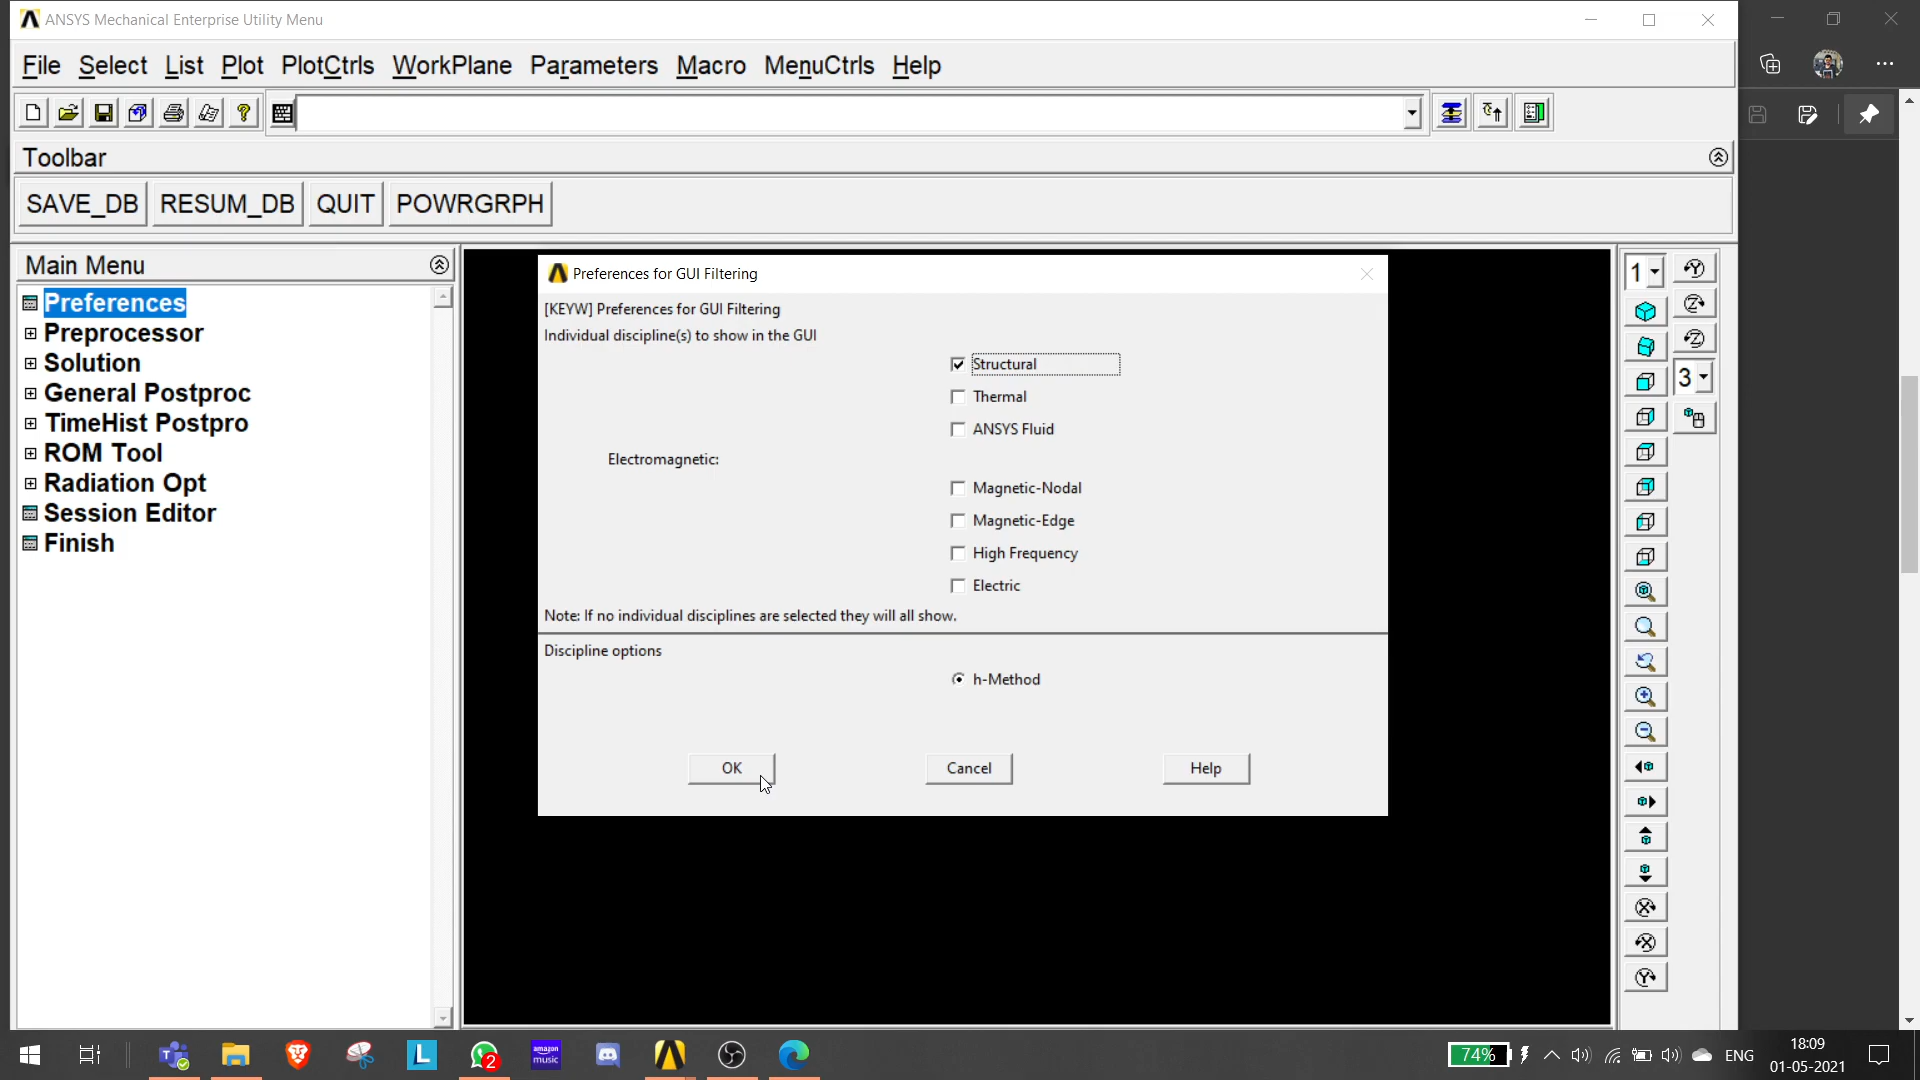 ANSYS Mechanical Enterprise Utility Menu
File Select List Plot PlotCtrls WorkPlane Parameters Macro MenuCtrls Help
Toolbar
SAVE_DB RESUM_DB QUIT POWRGRPH
Main Menu
Preferences
Preprocessor
Solution
General Postproc
TimeHist Postpro
ROM Tool
Radiation Opt
Session Editor
Finish
Preferences for GUI Filtering
[KEYW] Preferences for GUI Filtering
Individual discipline(s) to show in the GUI
Structural
Thermal
ANSYS Fluid
Electromagnetic:
Magnetic-Nodal
Magnetic-Edge
High Frequency
Electric
Note: If no individual disciplines are selected they will all show.
Discipline options
h-Method
OK Cancel Help
1
3
L
2
amazon
music
74%
ENG
18:09
01-05-2021